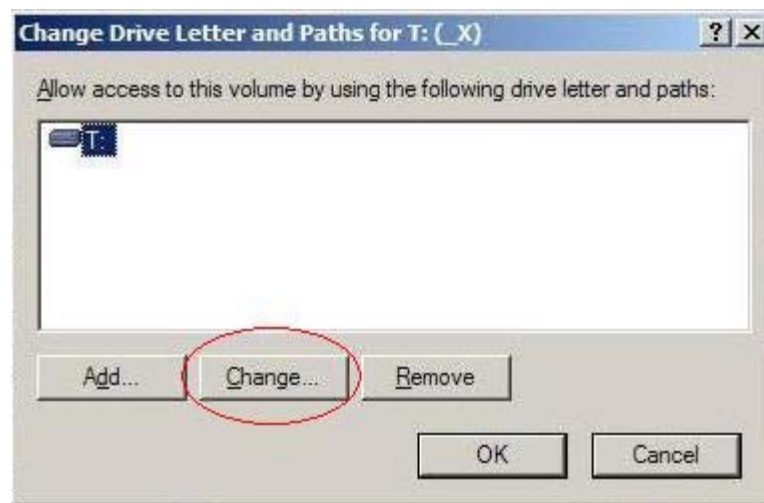 Change Drive Letter and Paths for T: (_X)
Allow access to this volume by using the following drive letter and paths:
T:
Add... Change... Remove
OK Cancel